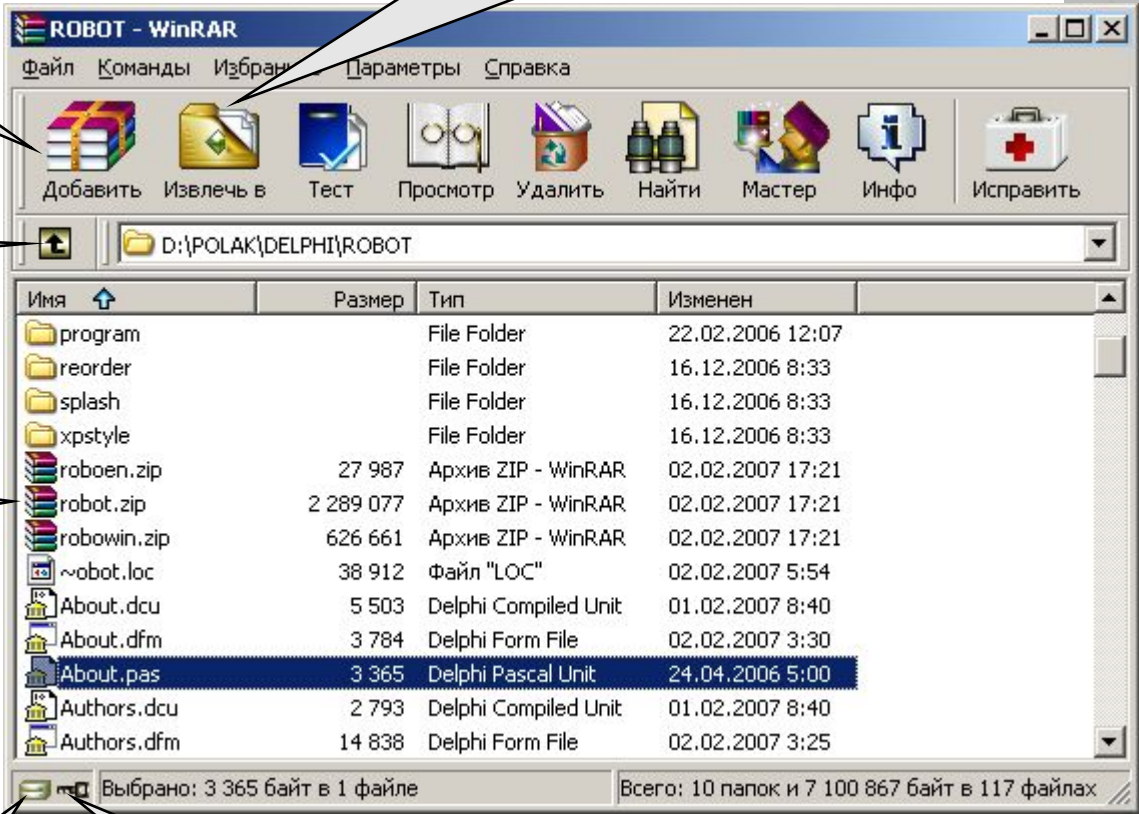 ROBOT - WinRAR
Файл Команды Параметры Справка
Добавить Извлечь в Тест Просмотр Удалить Найти Мастер Инфо Исправить
D:\POLAK\DELPHI\ROBOT
Имя Размер Тип Изменен
program File Folder 22.02.2006 12:07
reorder File Folder 16.12.2006 8:33
splash File Folder 16.12.2006 8:33
xpstyle File Folder 16.12.2006 8:33
roboen.zip 27 987 Архив ZIP - WinRAR 02.02.2007 17:21
robot.zip 2 289 077 Архив ZIP - WinRAR 02.02.2007 17:21
robowin.zip 626 661 Архив ZIP - WinRAR 02.02.2007 17:21
~obot.loc 38 912 Файл "LOC" 02.02.2007 5:54
About.dcu 5 503 Delphi Compiled Unit 01.02.2007 8:40
About.dfm 3 784 Delphi Form File 02.02.2007 3:30
About.pas 3 365 Delphi Pascal Unit 24.04.2006 5:00
Authors.dcu 2 793 Delphi Compiled Unit 01.02.2007 8:40
Authors.dfm 14 838 Delphi Form File 02.02.2007 3:25
Выбрано: 3 365 байт в 1 файле Всего: 10 папок и 7 100 867 байт в 117 файлах